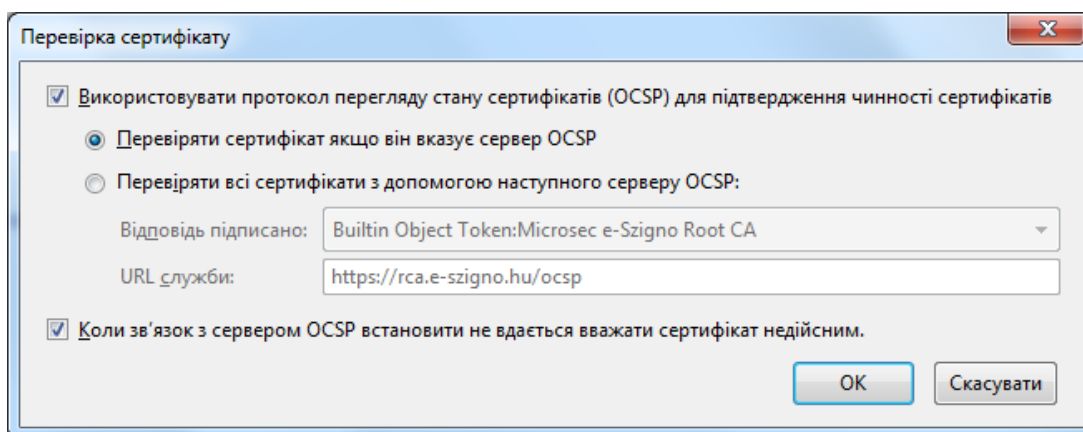 Перевірка сертифікату
Використовувати протокол перегляду стану сертифікатів (OCSP) для підтвердження чинності сертифікатів
Перевіряти сертифікат якщо він вказує сервер OCSP
Перевіряти всі сертифікати з допомогою наступного серверу OCSP:
Відповідь підписано: Builtin Object Token:Microsec e-Szigno Root CA
URL служби: https://rca.e-szigno.hu/ocsp
Коли зв’язок з сервером OCSP встановити не вдається вважати сертифікат недійсним.
OK Скасувати